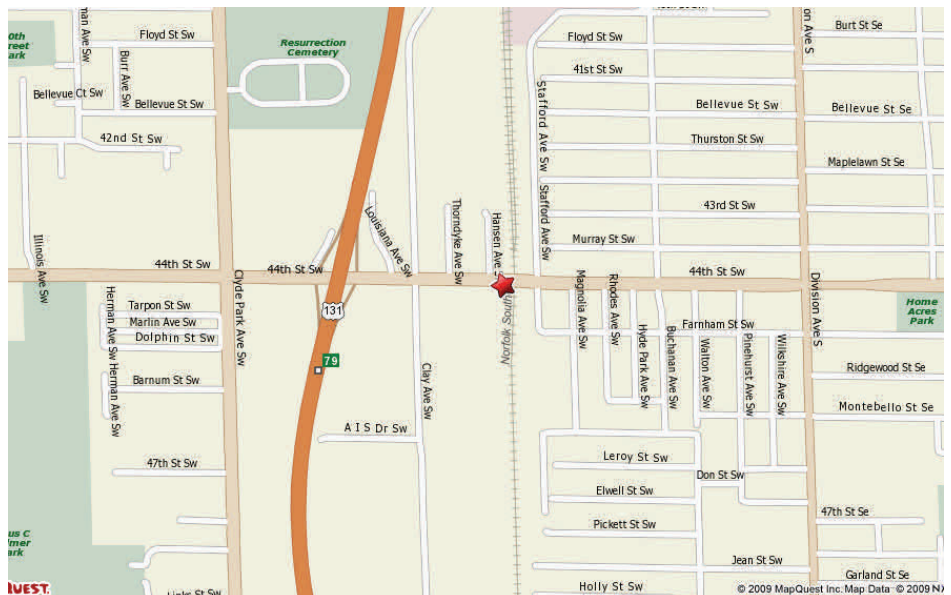 Floyd St Sw
Burr Ave Sw
Bellevue Ct Sw
Bellevue St Sw
42nd St Sw
Resurrection
Cemetery
Floyd St Sw
41st St Sw
Bellevue St Sw
Thurston St Sw
43rd St Sw
Murray St Sw
Stafford Ave Sw
Stafford Ave Sw
Burt St Se
Bellevue St Se
Maplelawn St Se
Illinois Ave Sw
44th St Sw
44th St Sw
44th St Sw
Louisiana Ave Sw
Thorndyke Ave Sw
Hansen Ave S
Clyde Park Ave Sw
Herman Ave Sw
Herman Ave Sw
Tarpon St Sw
Marlin Ave Sw
Dolphin St Sw
Barnum St Sw
47th St Sw
131
79
Clay Ave Sw
A I S Dr Sw
Norfolk South
Magnolia Ave Sw
Rhodes Ave Sw
Hyde Park Ave Sw
Buchanan Ave Sw
Walton Ave Sw
Pinehurst Ave Sw
Wilkshire Ave Sw
Division Ave S
Farnham St Sw
Home
Acres
Park
Ridgewood St Se
Montebello St Se
Leroy St Sw
Don St Sw
Elwell St Sw
Pickett St Sw
47th St Se
Jean St Sw
Garland St Se
Holly St Sw
QUEST.
© 2009 MapQuest Inc. Map Data © 2009 N